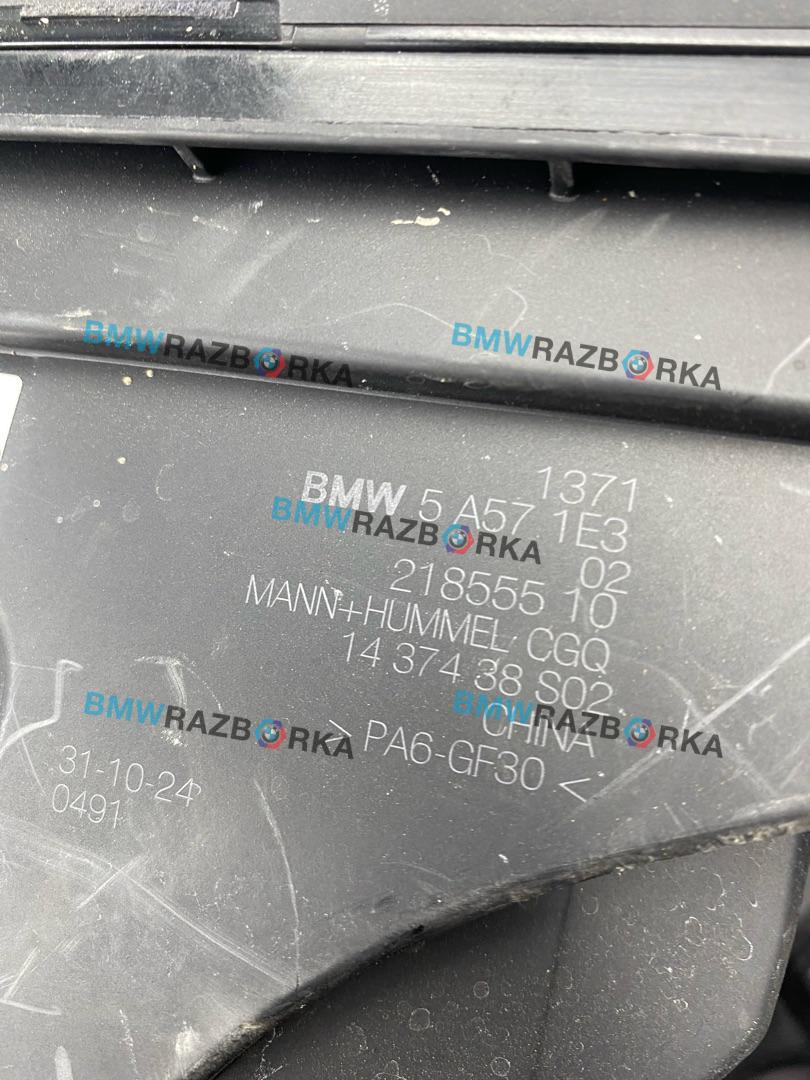 BMWRAZBORKA
BMWRAZBORKA
1371
BMW 5 A57 1E3
BMWRAZBORKA
02
218555 10
MANN+HUMMEL CGQ
14 374 38 S02
CHINA
BMWRAZBORKA
BMWRAZBORKA
> PA6-GF30 <
31-10-24
0491